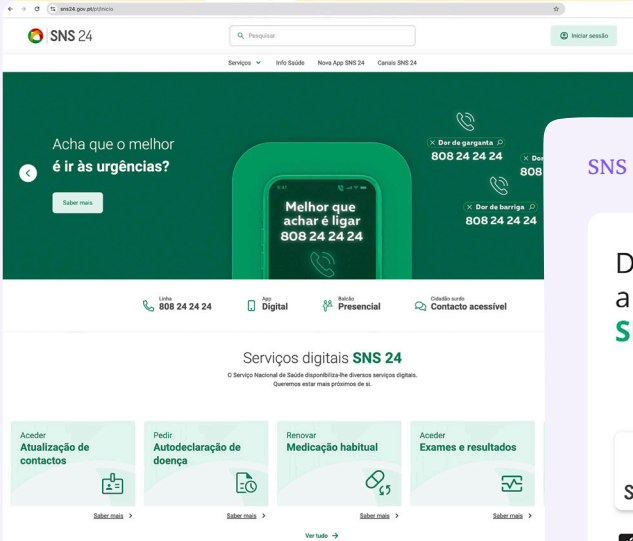 sns24.gov.pt/pt/inicio
SNS 24
Pesquisar
Iniciar sessão
Serviços
Info Saúde
Nova App SNS 24
Canais SNS 24
Acha que o melhor
é ir às urgências?
Saber mais
9:41
Melhor que
achar é ligar
808 24 24 24
Dor de garganta
808 24 24 24
Dor
808
Dor de barriga
808 24 24 24
SNS
D
a
S
S
Linha
808 24 24 24
App
Digital
Balcão
Presencial
Cidadão surdo
Contacto acessível
Serviços digitais SNS 24
O Serviço Nacional de Saúde disponibiliza-lhe diversos serviços digitais.
Queremos estar mais próximos de si.
Aceder
Atualização de
contactos
Saber mais
Pedir
Autodeclaração de
doença
Saber mais
Renovar
Medicação habitual
Saber mais
Aceder
Exames e resultados
Saber mais
Ver tudo